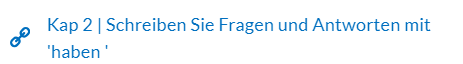 Kap 2 | Schreiben Sie Fragen und Antworten mit
'haben '